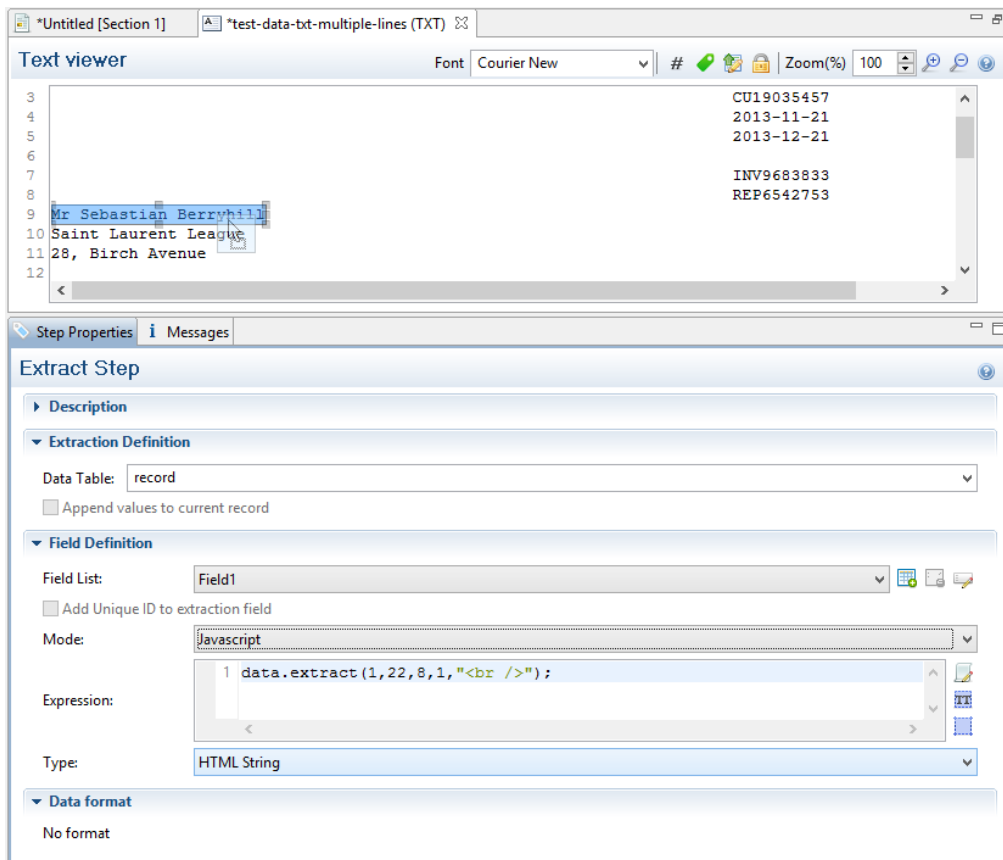 *Untitled [Section 1] *test-data-txt-multiple-lines (TXT)
Text viewer Font Courier New # Zoom(%) 100
3 CU19035457
4 2013-11-21
5 2013-12-21
6
7 INV9683833
8 REP6542753
9 Mr Sebastian Berryhill
10 Saint Laurent League
11 28, Birch Avenue
12
Step Properties i Messages
Extract Step
Description
Extraction Definition
Data Table: record
Append values to current record
Field Definition
Field List: Field1
Add Unique ID to extraction field
Mode: Javascript
1 data.extract(1,22,8,1,"<br />");
Expression:
Type: HTML String
Data format
No format